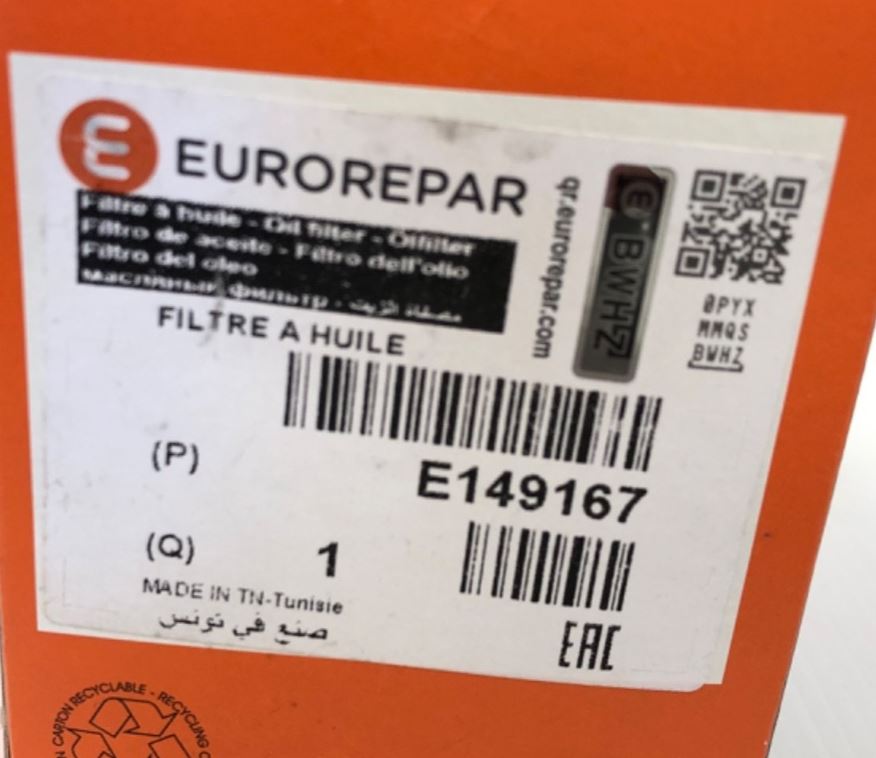 EUROREPAR
Filtre à huile - Oil filter - Ölfilter
Filtro de aceite - Filtro dell'olio
Filtro del oleo
масляный фильтр - مصفاة الزيت
FILTRE A HUILE
qr.eurorepar.com
BWHZ
0PYX
MMQS
BWHZ
(P)
E149167
(Q) 1
MADE IN TN-Tunisie
صنع في تونس
EAC
CARTON RECYCLABLE - RECYCLING